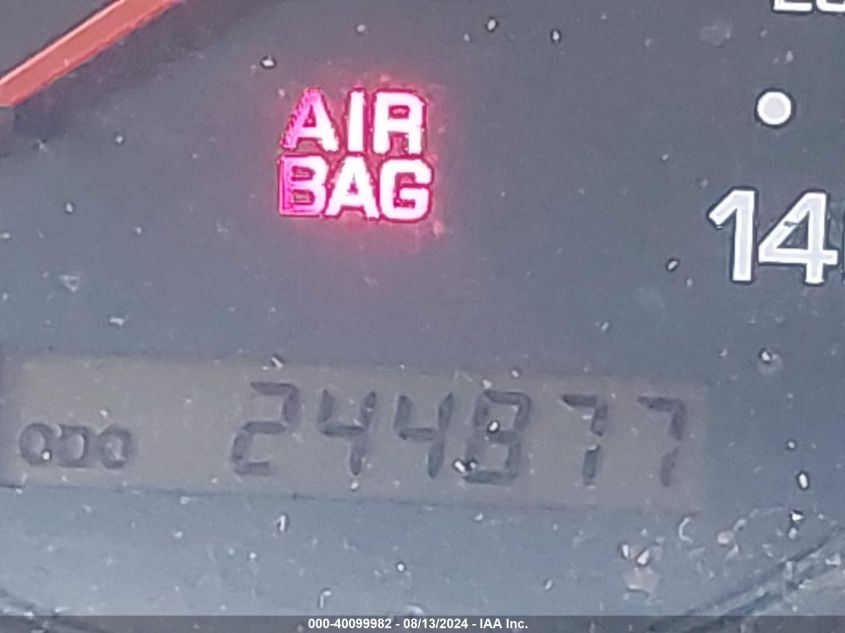 AIR
BAG
14
ODO 244877
000-40099982 - 08/13/2024 - IAA Inc.